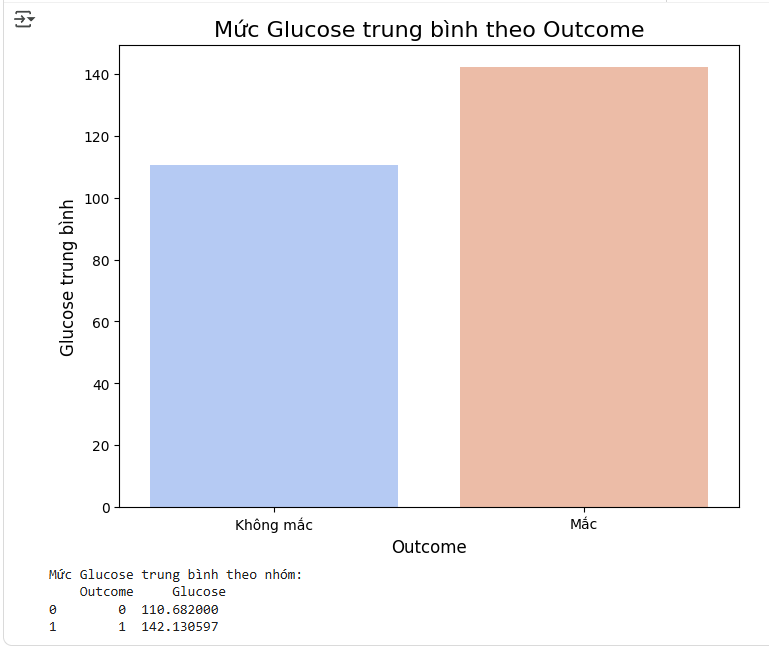 Mức Glucose trung bình theo Outcome
140
120
100
80
60
40
20
0
Glucose trung bình
Không mắc
Mắc
Outcome
Mức Glucose trung bình theo nhóm:
Outcome Glucose
0 0 110.682000
1 1 142.130597